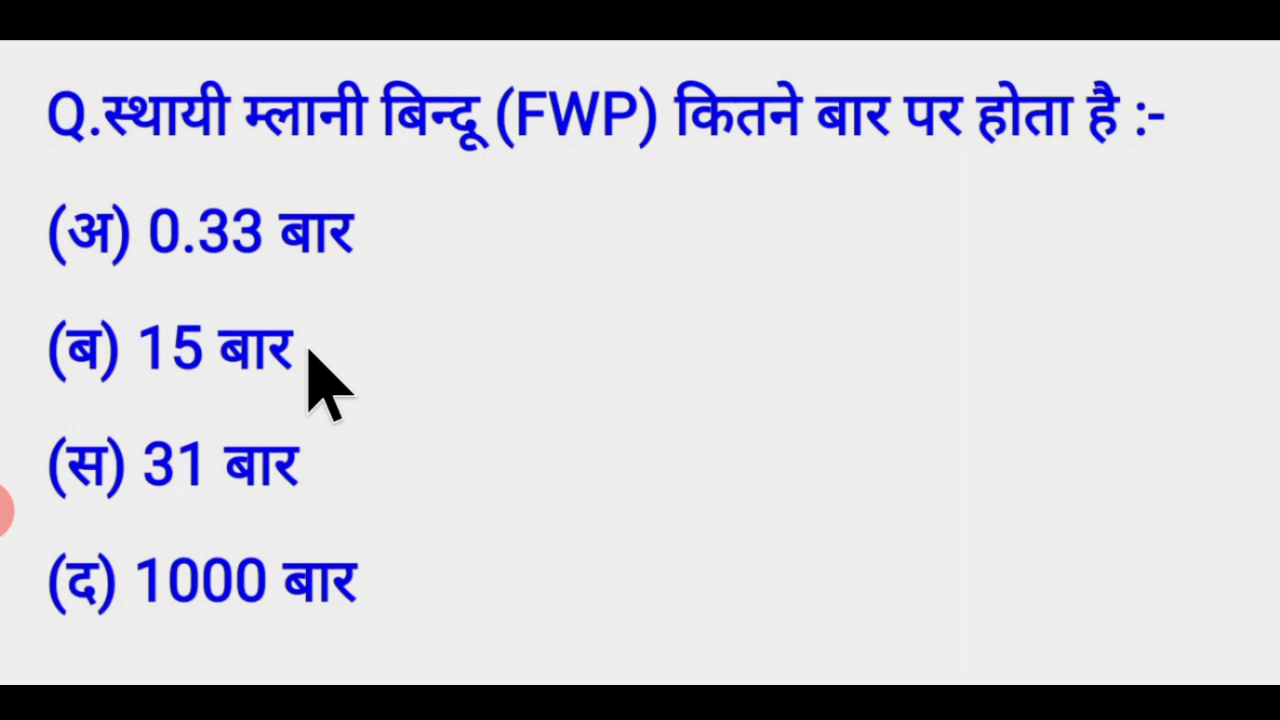 Q.स्थायी म्लानी बिन्दू (FWP) कितने बार पर होता है :-
(अ) 0.33 बार
(ब) 15 बार
(स) 31 बार
(द) 1000 बार